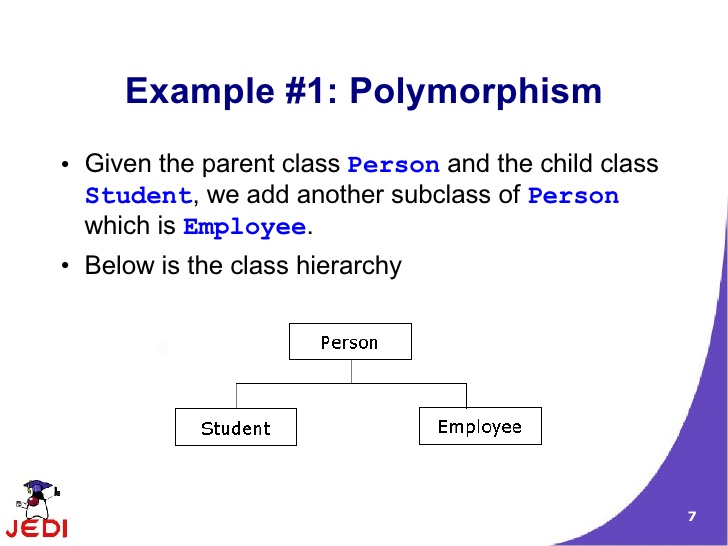 Example #1: Polymorphism
• Given the parent class Person and the child class
Student, we add another subclass of Person
which is Employee.
• Below is the class hierarchy
Person
Student
Employee
JEDI
7